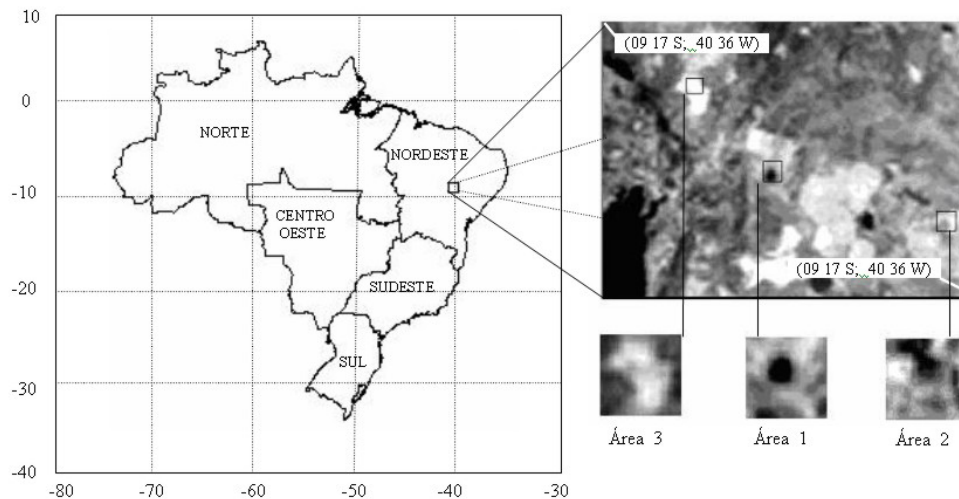 10
0
-10
-20
-30
-40
-80
-70
-60
-50
-40
-30
NORTE
NORDESTE
CENTRO
OESTE
SUDESTE
SUL
(09 17 S; 40 36 W)
(09 17 S; 40 36 W)
Área 3
Área 1
Área 2